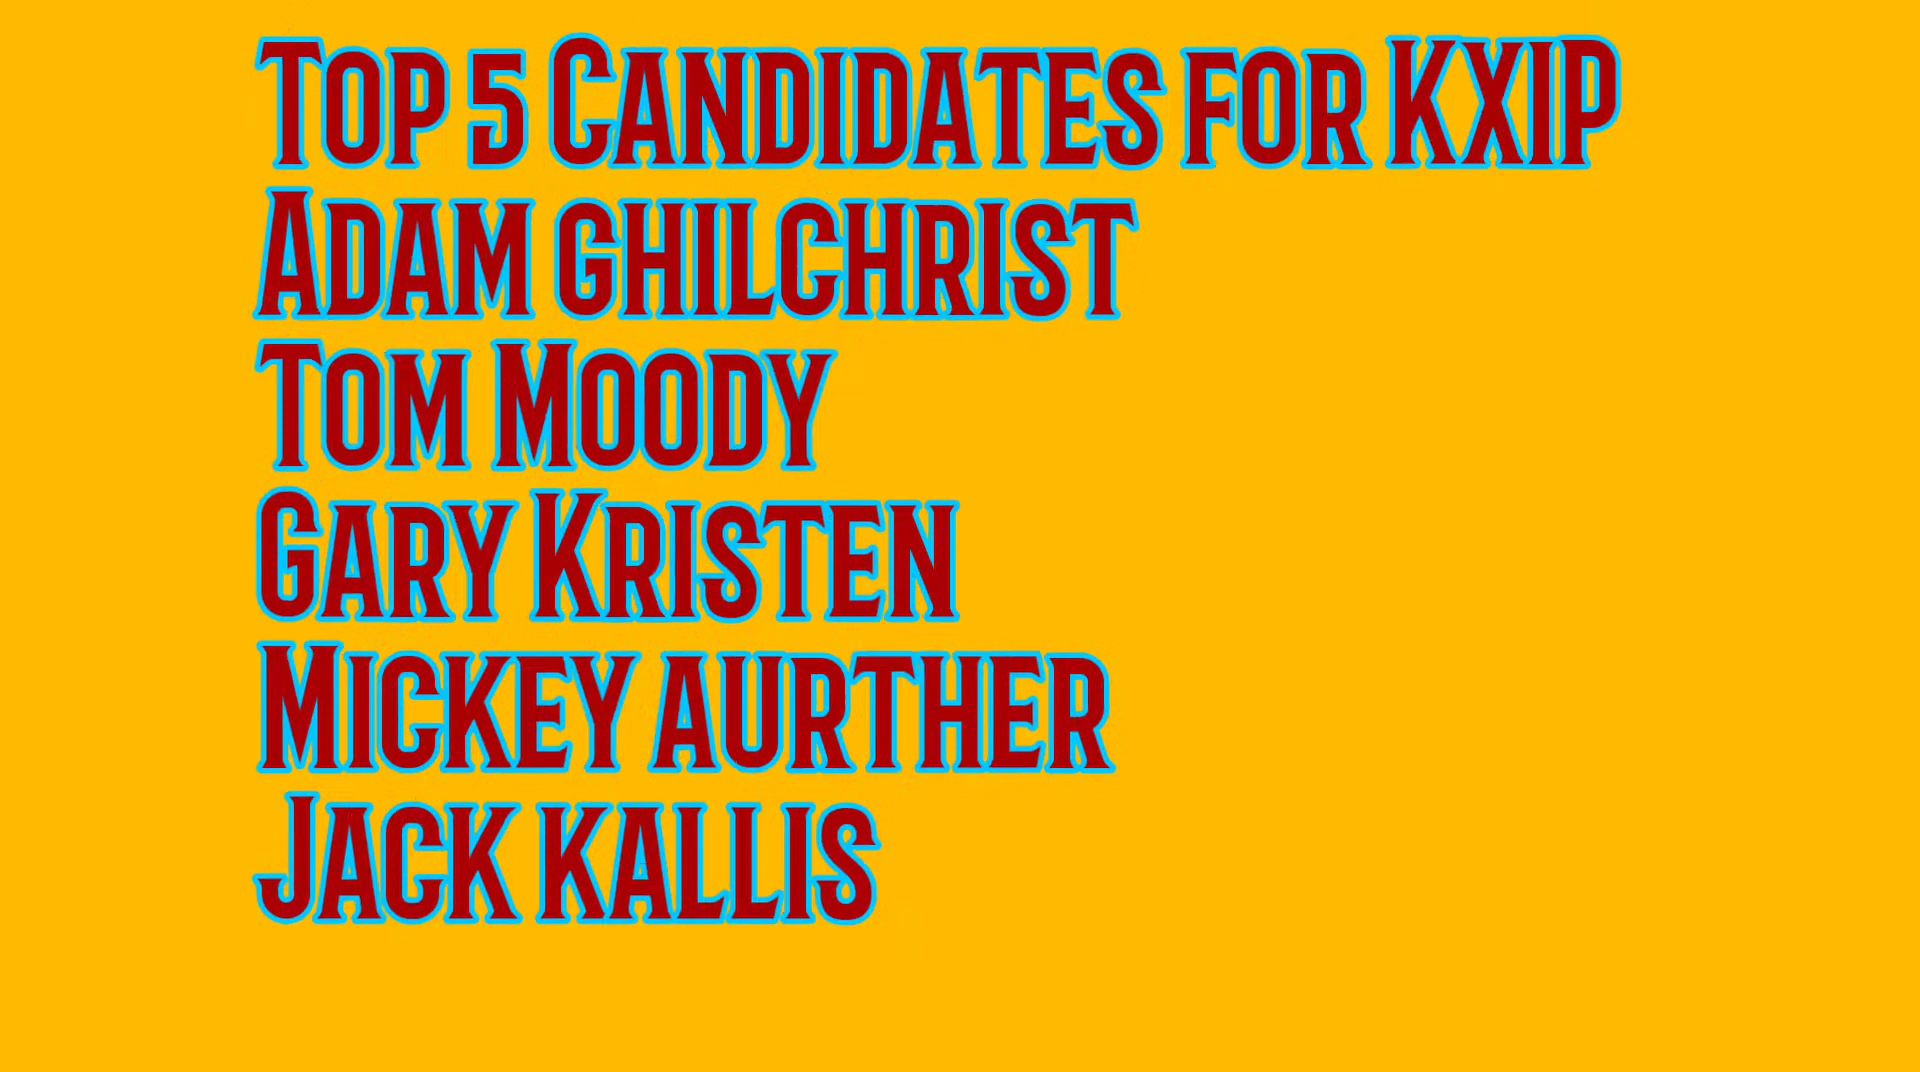 Top 5 Candidates for KXIP
Adam ghilchrist
Tom Moody
Gary Kristen
Mickey aurther
Jack kallis